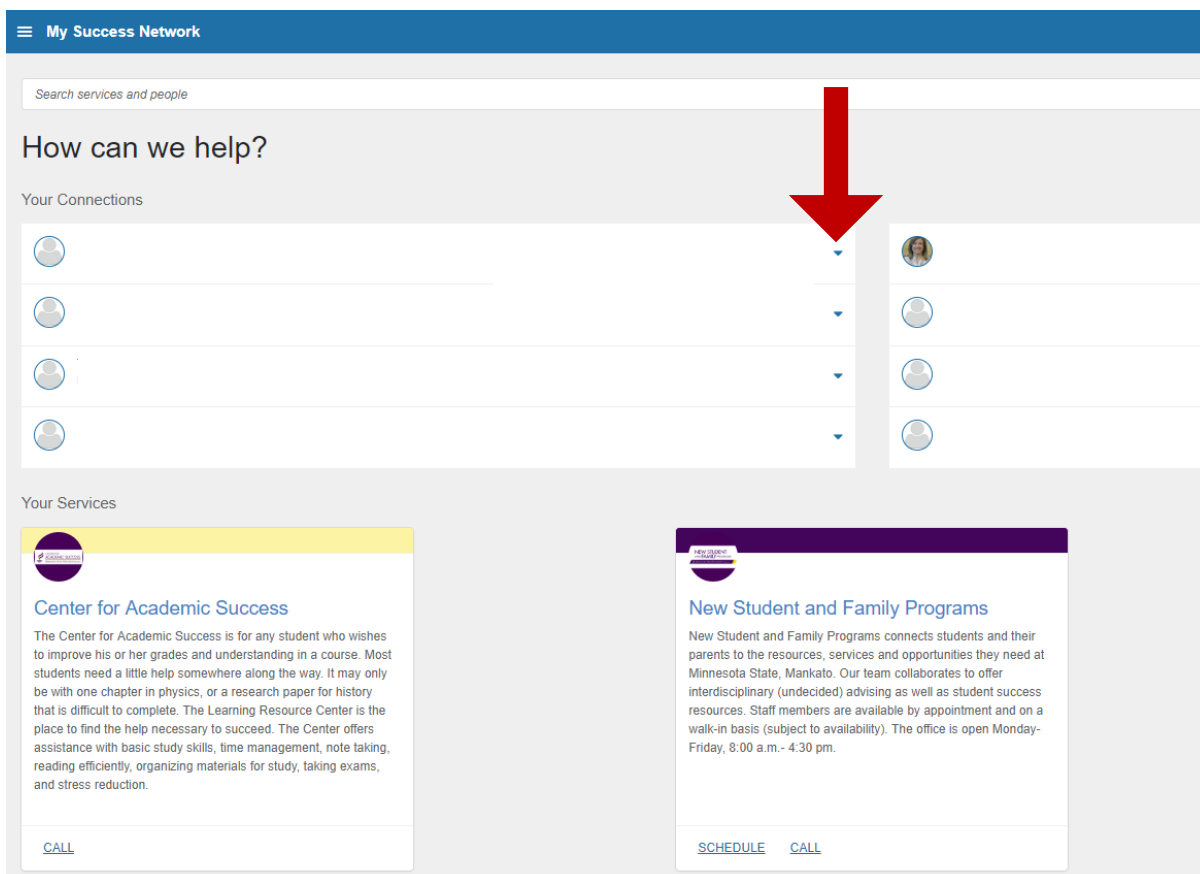 My Success Network
Search services and people
How can we help?
Your Connections
Your Services
ACADEMIC SUCCESS
Center for Academic Success
The Center for Academic Success is for any student who wishes
to improve his or her grades and understanding in a course. Most
students need a little help somewhere along the way. It may only
be with one chapter in physics, or a research paper for history
that is difficult to complete. The Learning Resource Center is the
place to find the help necessary to succeed. The Center offers
assistance with basic study skills, time management, note taking,
reading efficiently, organizing materials for study, taking exams,
and stress reduction.
CALL
NEW STUDENT
FAMILY
New Student and Family Programs
New Student and Family Programs connects students and their
parents to the resources, services and opportunities they need at
Minnesota State, Mankato. Our team collaborates to offer
interdisciplinary (undecided) advising as well as student success
resources. Staff members are available by appointment and on a
walk-in basis (subject to availability). The office is open Monday-
Friday, 8:00 a.m.- 4:30 pm.
SCHEDULE CALL